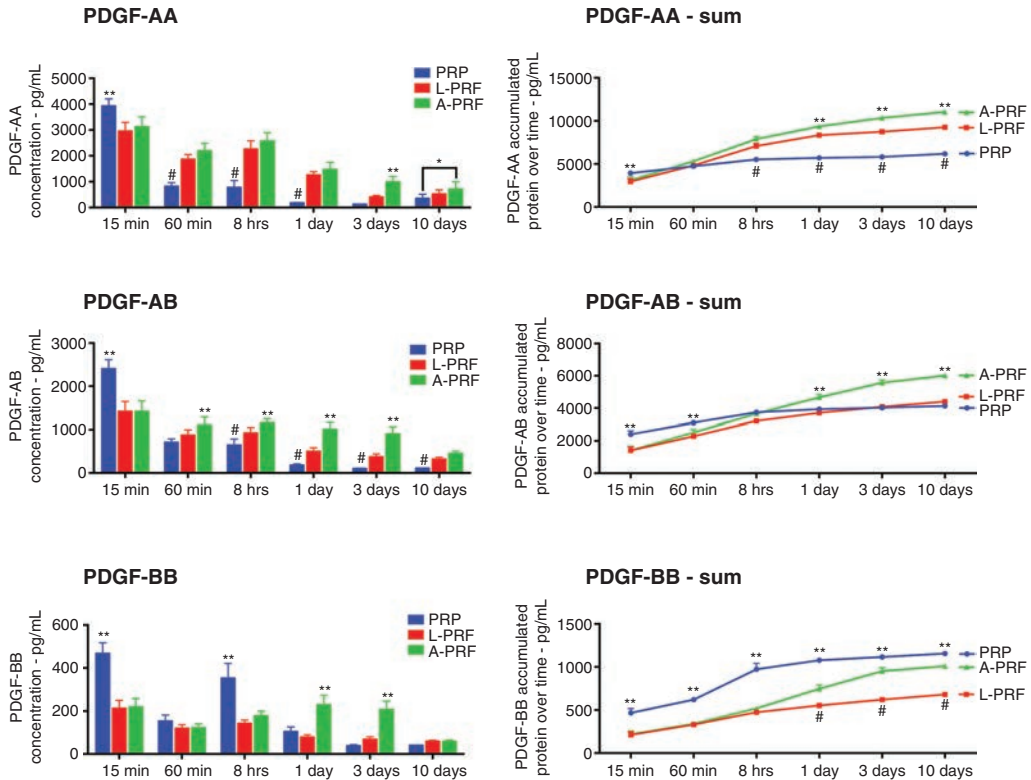 PDGF-AA
PDGF-AA
concentration - pg/mL
5000
4000
3000
2000
1000
0
**
#
#
#
**
*
PRP
L-PRF
A-PRF
15 min 60 min 8 hrs 1 day 3 days 10 days
PDGF-AA - sum
PDGF-AA accumulated
protein over time - pg/mL
15000
10000
5000
0
**
**
**
**
#
#
#
#
A-PRF
L-PRF
PRP
15 min 60 min 8 hrs 1 day 3 days 10 days
PDGF-AB
PDGF-AB
concentration - pg/mL
3000
2000
1000
0
**
**
**
**
**
#
#
#
#
PRP
L-PRF
A-PRF
15 min 60 min 8 hrs 1 day 3 days 10 days
PDGF-AB - sum
PDGF-AB accumulated
protein over time - pg/mL
8000
6000
4000
2000
0
**
**
**
**
**
A-PRF
L-PRF
PRP
15 min 60 min 8 hrs 1 day 3 days 10 days
PDGF-BB
PDGF-BB
concentration - pg/mL
600
400
200
0
**
**
**
**
PRP
L-PRF
A-PRF
15 min 60 min 8 hrs 1 day 3 days 10 days
PDGF-BB - sum
PDGF-BB accumulated
protein over time - pg/mL
1500
1000
500
0
**
**
**
**
**
**
#
#
#
PRP
A-PRF
L-PRF
15 min 60 min 8 hrs 1 day 3 days 10 days